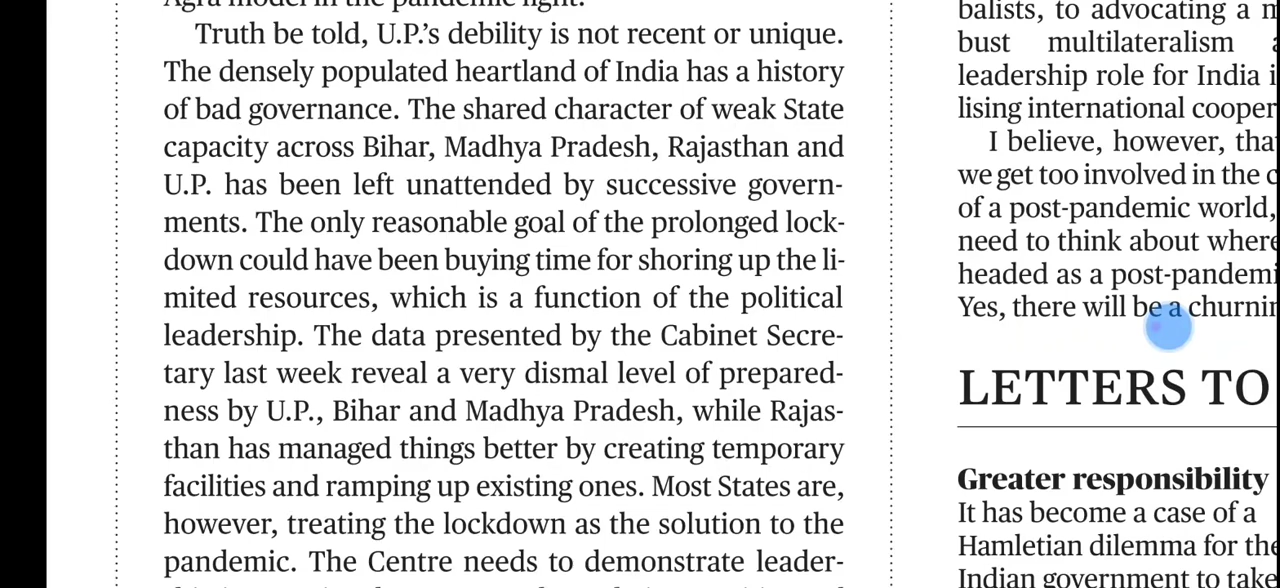 Truth be told, U.P.'s debility is not recent or unique.
The densely populated heartland of India has a history
of bad governance. The shared character of weak State
capacity across Bihar, Madhya Pradesh, Rajasthan and
U.P. has been left unattended by successive govern-
ments. The only reasonable goal of the prolonged lock-
down could have been buying time for shoring up the li-
mited resources, which is a function of the political
leadership. The data presented by the Cabinet Secre-
tary last week reveal a very dismal level of prepared-
ness by U.P., Bihar and Madhya Pradesh, while Rajas-
than has managed things better by creating temporary
facilities and ramping up existing ones. Most States are,
however, treating the lockdown as the solution to the
pandemic. The Centre needs to demonstrate leader-
balists, to advocating a
bust multilateralism
leadership role for India
lising international
I believe, however,
we get too involved in the
of a post-pandemic world,
need to think about where
headed as a
Yes, there will be a
LETTERS TO
Greater responsibility
It has become a case of a
Hamletian dilemma for the
Indian government to take